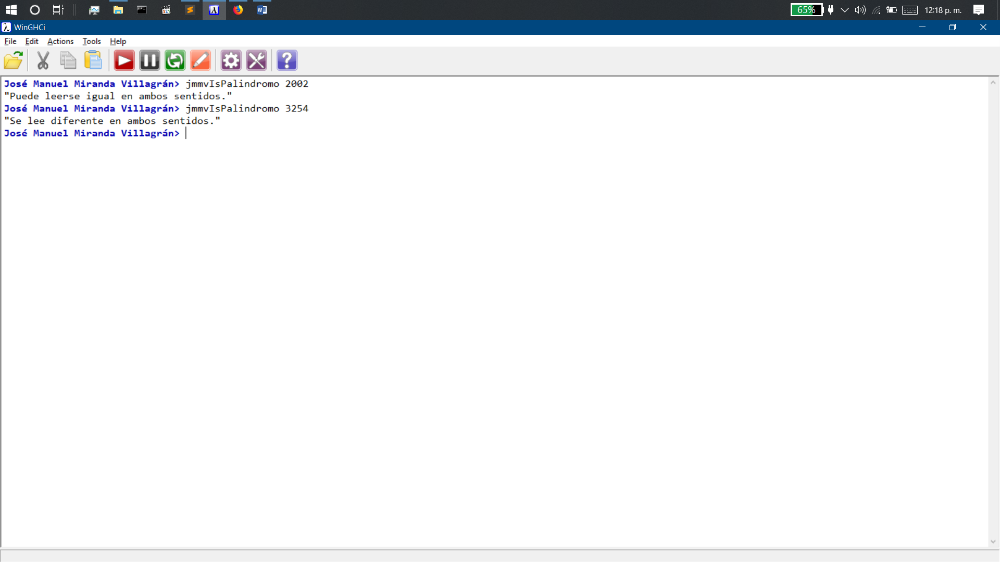 65%
12:18 p. m.
WinGHCi
File Edit Actions Tools Help
José Manuel Miranda Villagrán> jmmvIsPalindromo 2002
"Puede leerse igual en ambos sentidos."
José Manuel Miranda Villagrán> jmmvIsPalindromo 3254
"Se lee diferente en ambos sentidos."
José Manuel Miranda Villagrán>